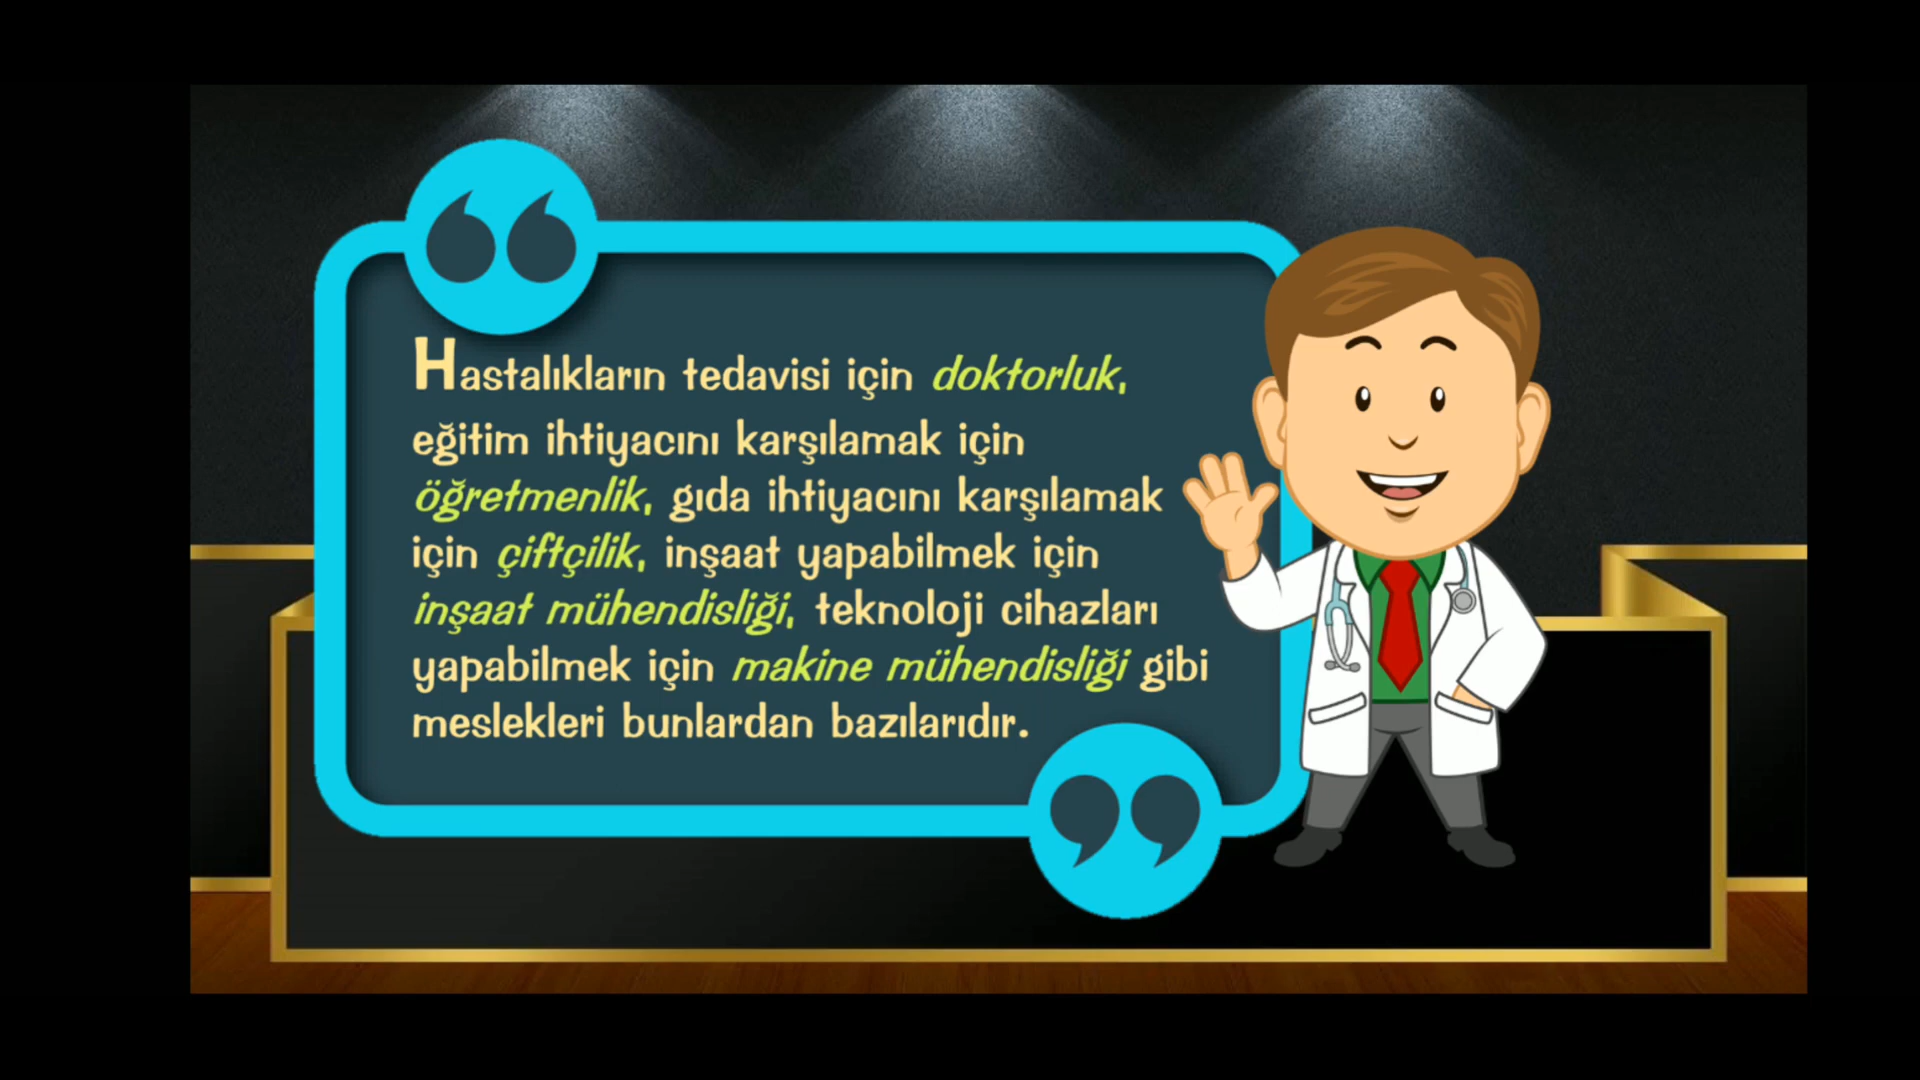 Hastalıkların tedavisi için doktorluk,
eğitim ihtiyacını karşılamak için
öğretmenlik, gıda ihtiyacını karşılamak
için çiftçilik, inşaat yapabilmek için
inşaat mühendisliği, teknoloji cihazları
yapabilmek için makine mühendisliği gibi
meslekleri bunlardan bazılarıdır.